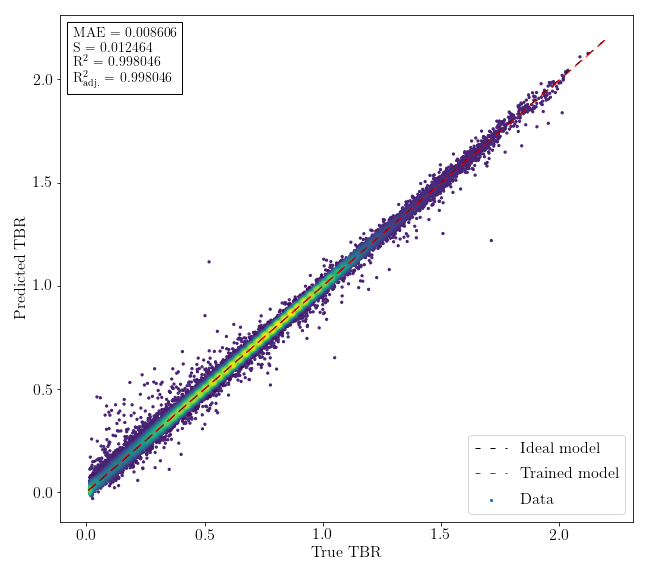 MAE = 0.008606
S = 0.012464
R² = 0.998046
R²adj. = 0.998046
2.0
1.5
1.0
0.5
0.0
Predicted TBR
0.0 0.5 1.0 1.5 2.0
True TBR
Ideal model
Trained model
Data